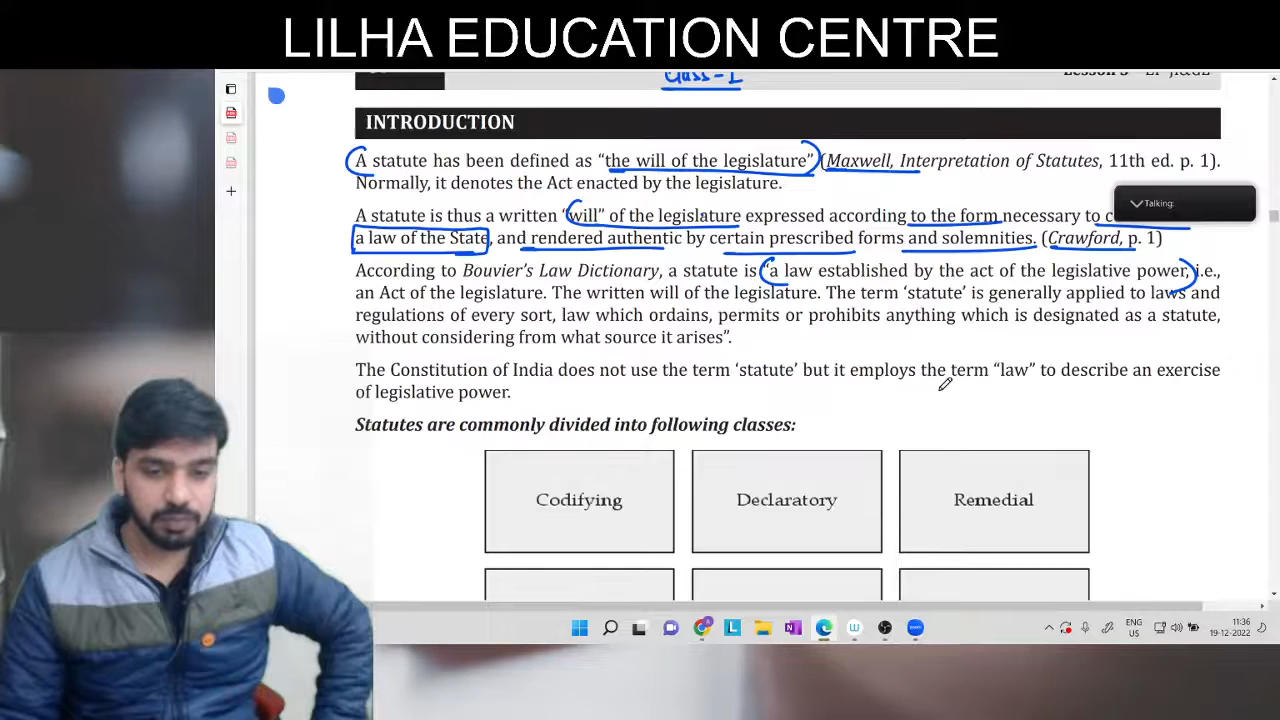 LILHA EDUCATION CENTRE
Class-1
INTRODUCTION
A statute has been defined as “the will of the legislature” (Maxwell, Interpretation of Statutes, 11th ed. p. 1).
Normally, it denotes the Act enacted by the legislature.
A statute is thus a written “will” of the legislature expressed according to the form necessary to
Talking:
a law of the State, and rendered authentic by certain prescribed forms and solemnities. (Crawford, p. 1)
According to Bouvier’s Law Dictionary, a statute is “a law established by the act of the legislative power, i.e.,
an Act of the legislature. The written will of the legislature. The term ‘statute’ is generally applied to laws and
regulations of every sort, law which ordains, permits or prohibits anything which is designated as a statute,
without considering from what source it arises”.
The Constitution of India does not use the term ‘statute’ but it employs the term “law” to describe an exercise
of legislative power.
Statutes are commonly divided into following classes:
Codifying Declaratory Remedial
ENG 11:36
US 19-12-2022